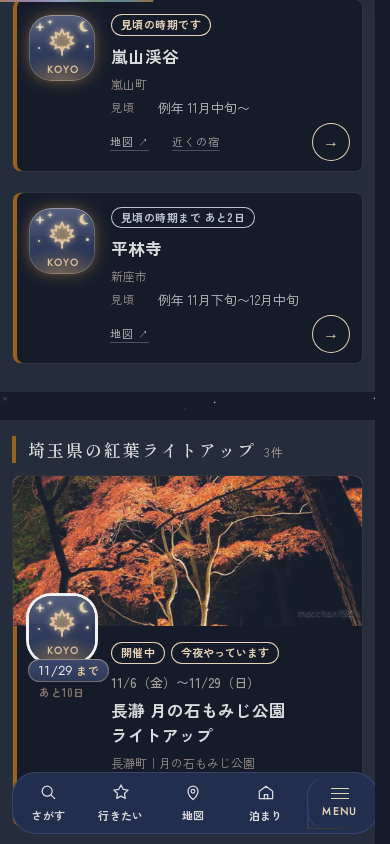 見頃の時期です
KOYO
嵐山渓谷
嵐山町
見頃 例年 11月中旬〜
地図 ↗ 近くの宿
→
見頃の時期まで あと2日
KOYO
平林寺
新座市
見頃 例年 11月下旬〜12月中旬
地図 ↗
→
埼玉県の紅葉ライトアップ 3件
KOYO
11/29 まで
あと10日
開催中 今夜やっています
11/6（金）〜11/29（日）
長瀞 月の石もみじ公園
ライトアップ
長瀞町｜月の石もみじ公園
さがす 行きたい 地図 泊まり MENU